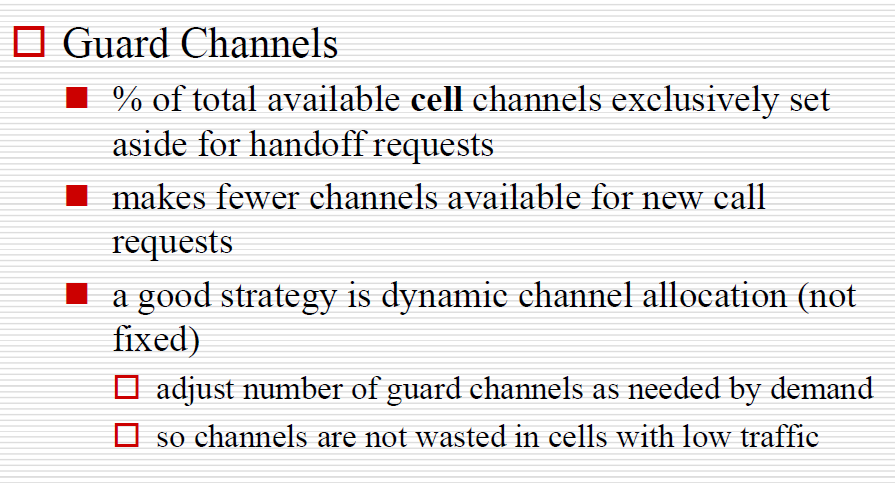 Guard Channels
% of total available cell channels exclusively set
aside for handoff requests
makes fewer channels available for new call
requests
a good strategy is dynamic channel allocation (not
fixed)
adjust number of guard channels as needed by demand
so channels are not wasted in cells with low traffic